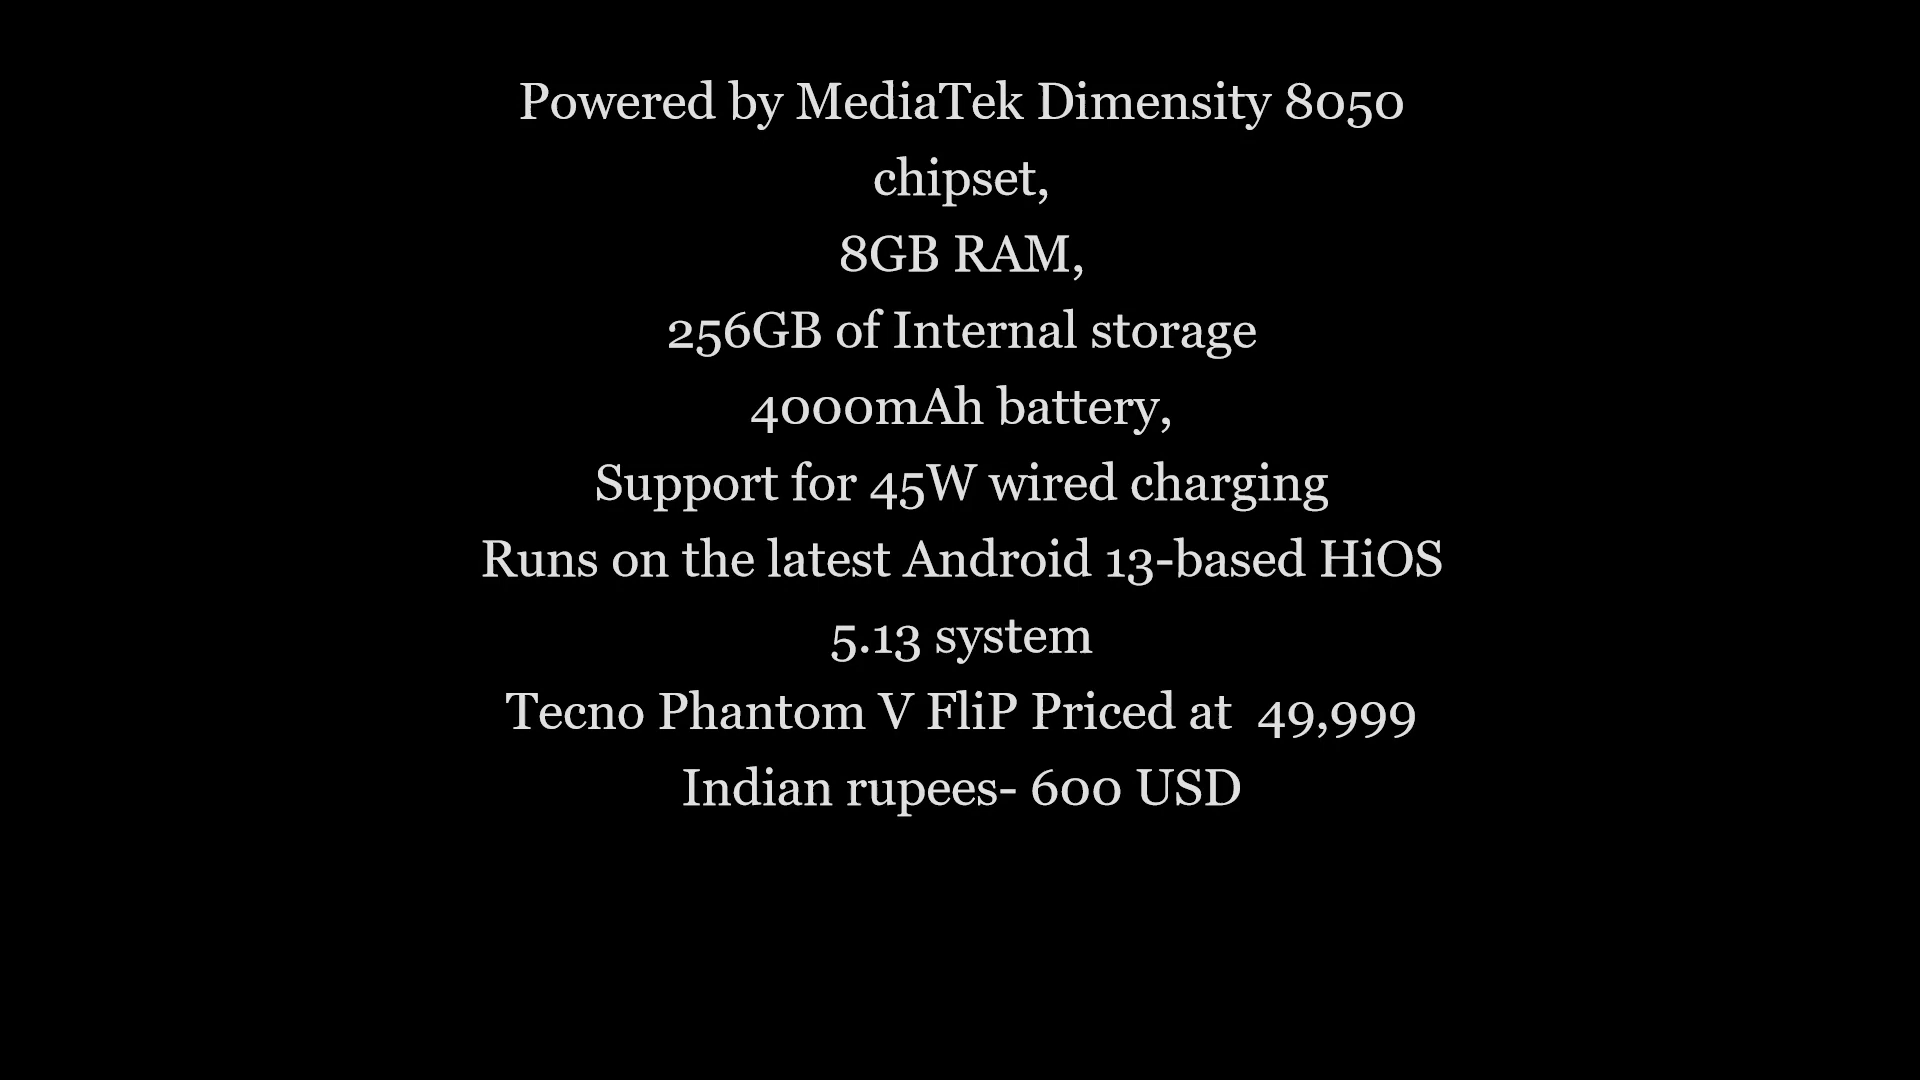 Powered by MediaTek Dimensity 8050
chipset,
8GB RAM,
256GB of Internal storage
4000mAh battery,
Support for 45W wired charging
Runs on the latest Android 13-based HiOS
5.13 system
Tecno Phantom V FliP Priced at  49,999
Indian rupees- 600 USD